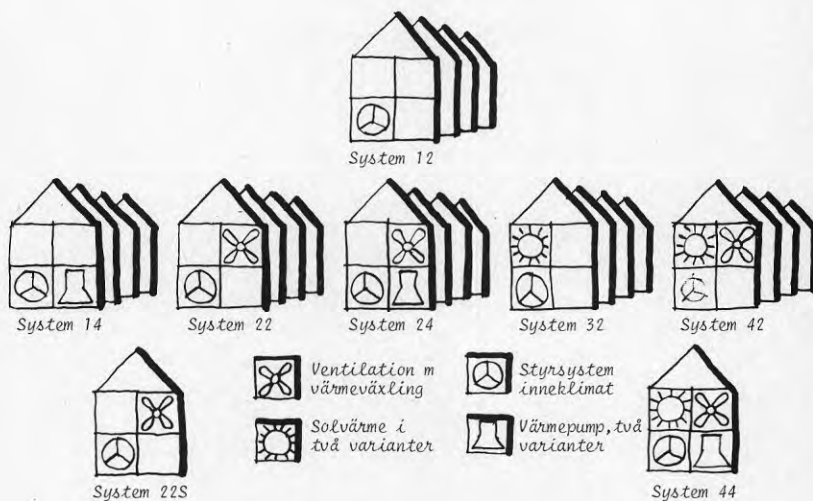 System 12
System 14
System 22
System 24
System 32
System 42
Ventilation m
värmeväxling
Styrsystem
inneklimat
Solvärme i
två varianter
Värmepump, två
varianter
System 22S
System 44